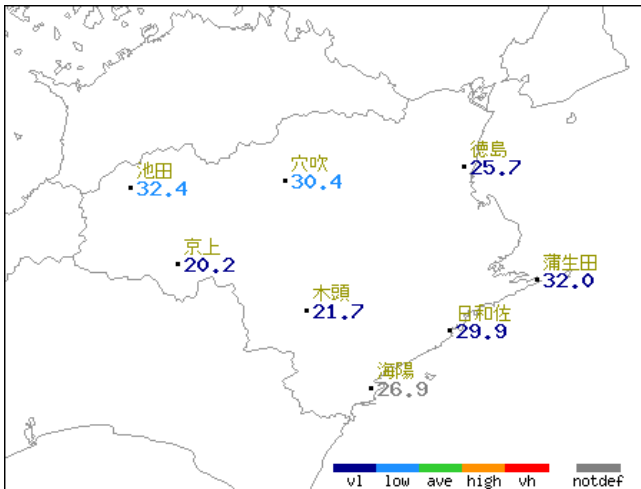 池田
32.4
穴吹
30.4
徳島
25.7
京上
20.2
蒲生田
32.0
木頭
21.7
日和佐
29.9
海陽
26.9
vl low ave high vh notdef